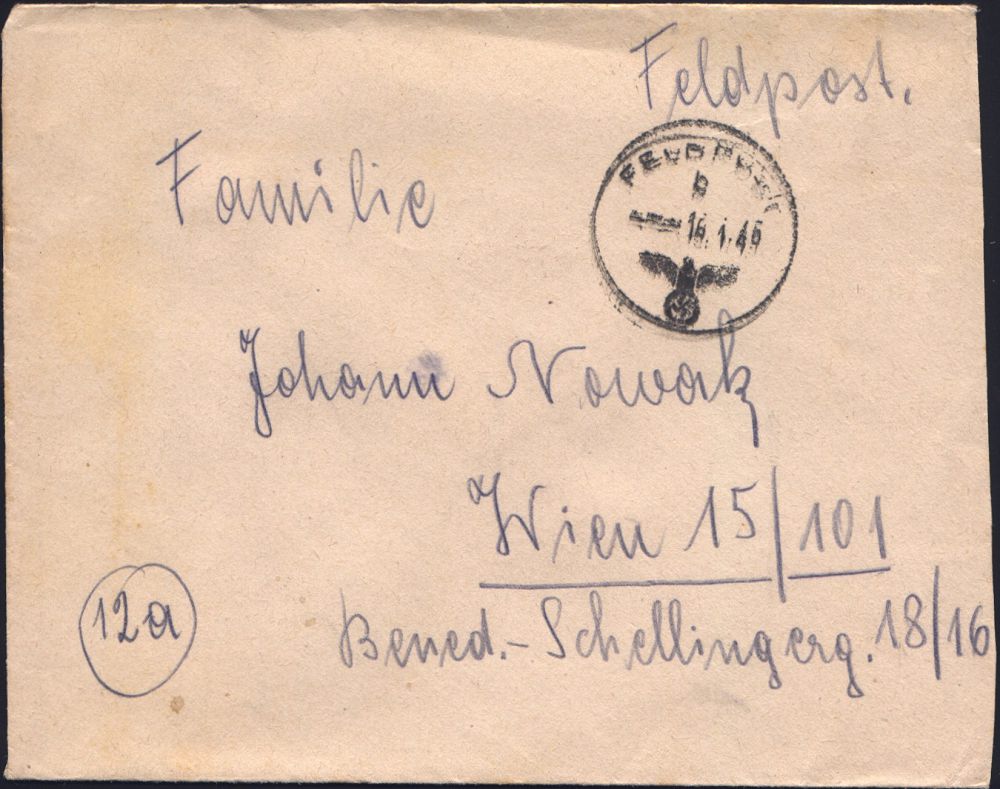 Feldpost.
FELDPOST
b
16.1.45
Familie
Johann Nowak
Wien 15/101
12a
Bened.-Schellingerg. 18/16